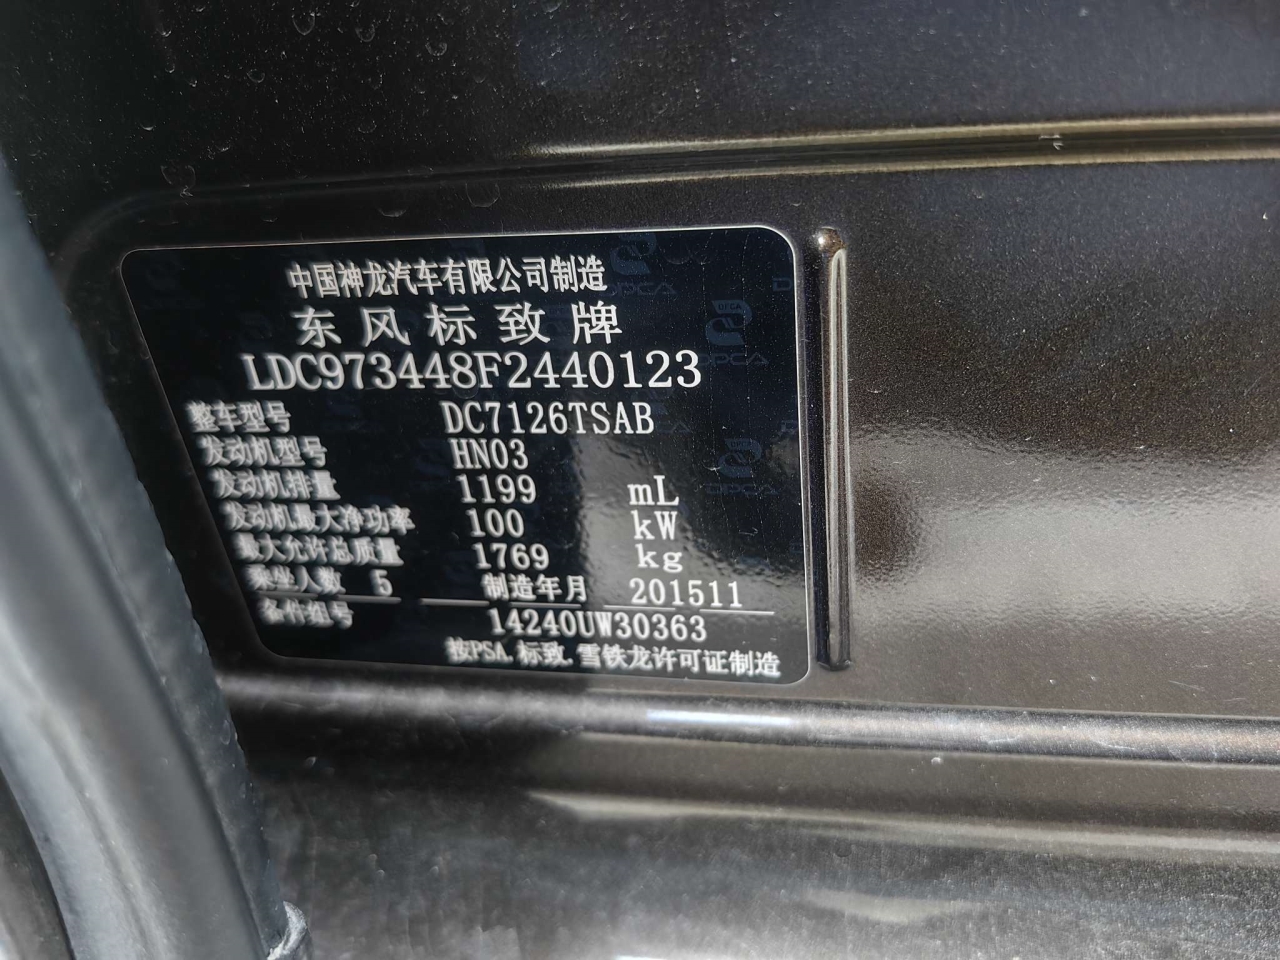 中国神龙汽车有限公司制造
东风标致牌
LDC973448F2440123
整车型号 DC7126TSAB
发动机型号 HN03
发动机排量 1199 mL
发动机最大净功率 100 kW
最大允许总质量 1769 kg
乘坐人数 5 制造年月 201511
备件组号 14240UW30363
按PSA.标致.雪铁龙许可证制造
DPCA
DPCA
DPCA